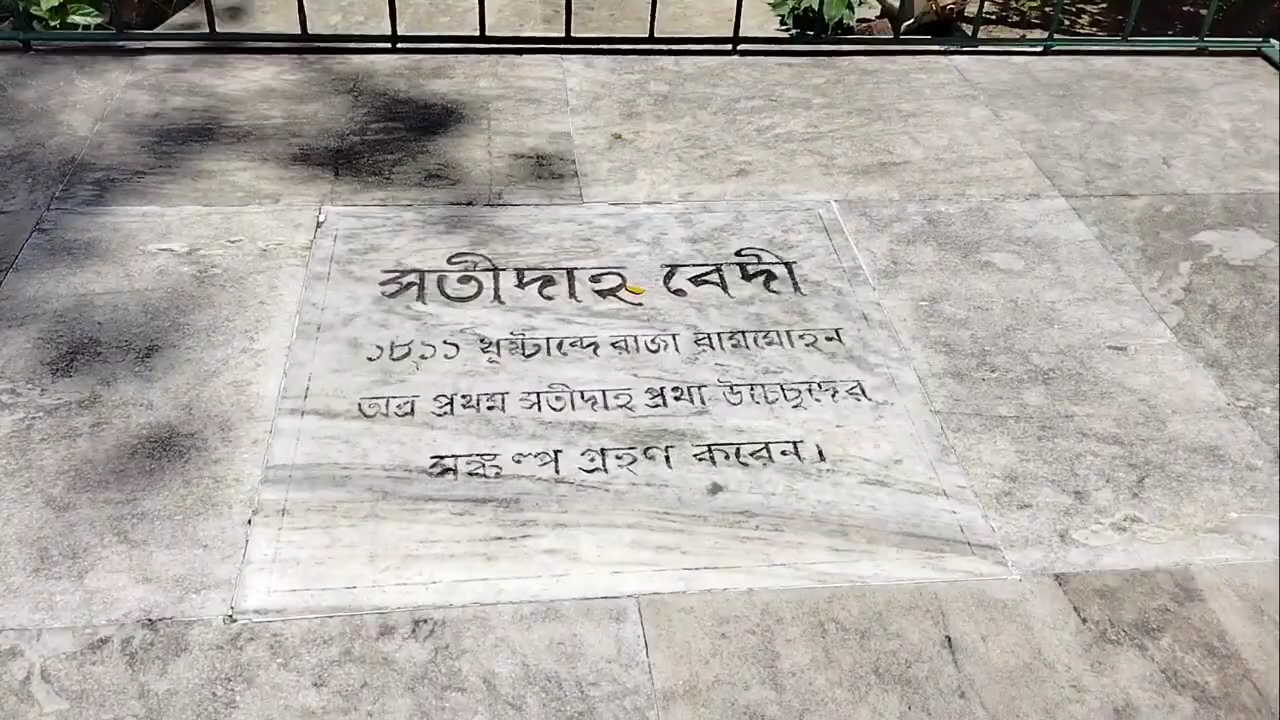 সতীদাহ বেদী
১৮১১ খৃষ্টাব্দে রাজা রামমোহন
অত্র প্রথম সতীদাহ প্রথা উচ্ছেদের
সঙ্কল্প গ্রহণ করেন।